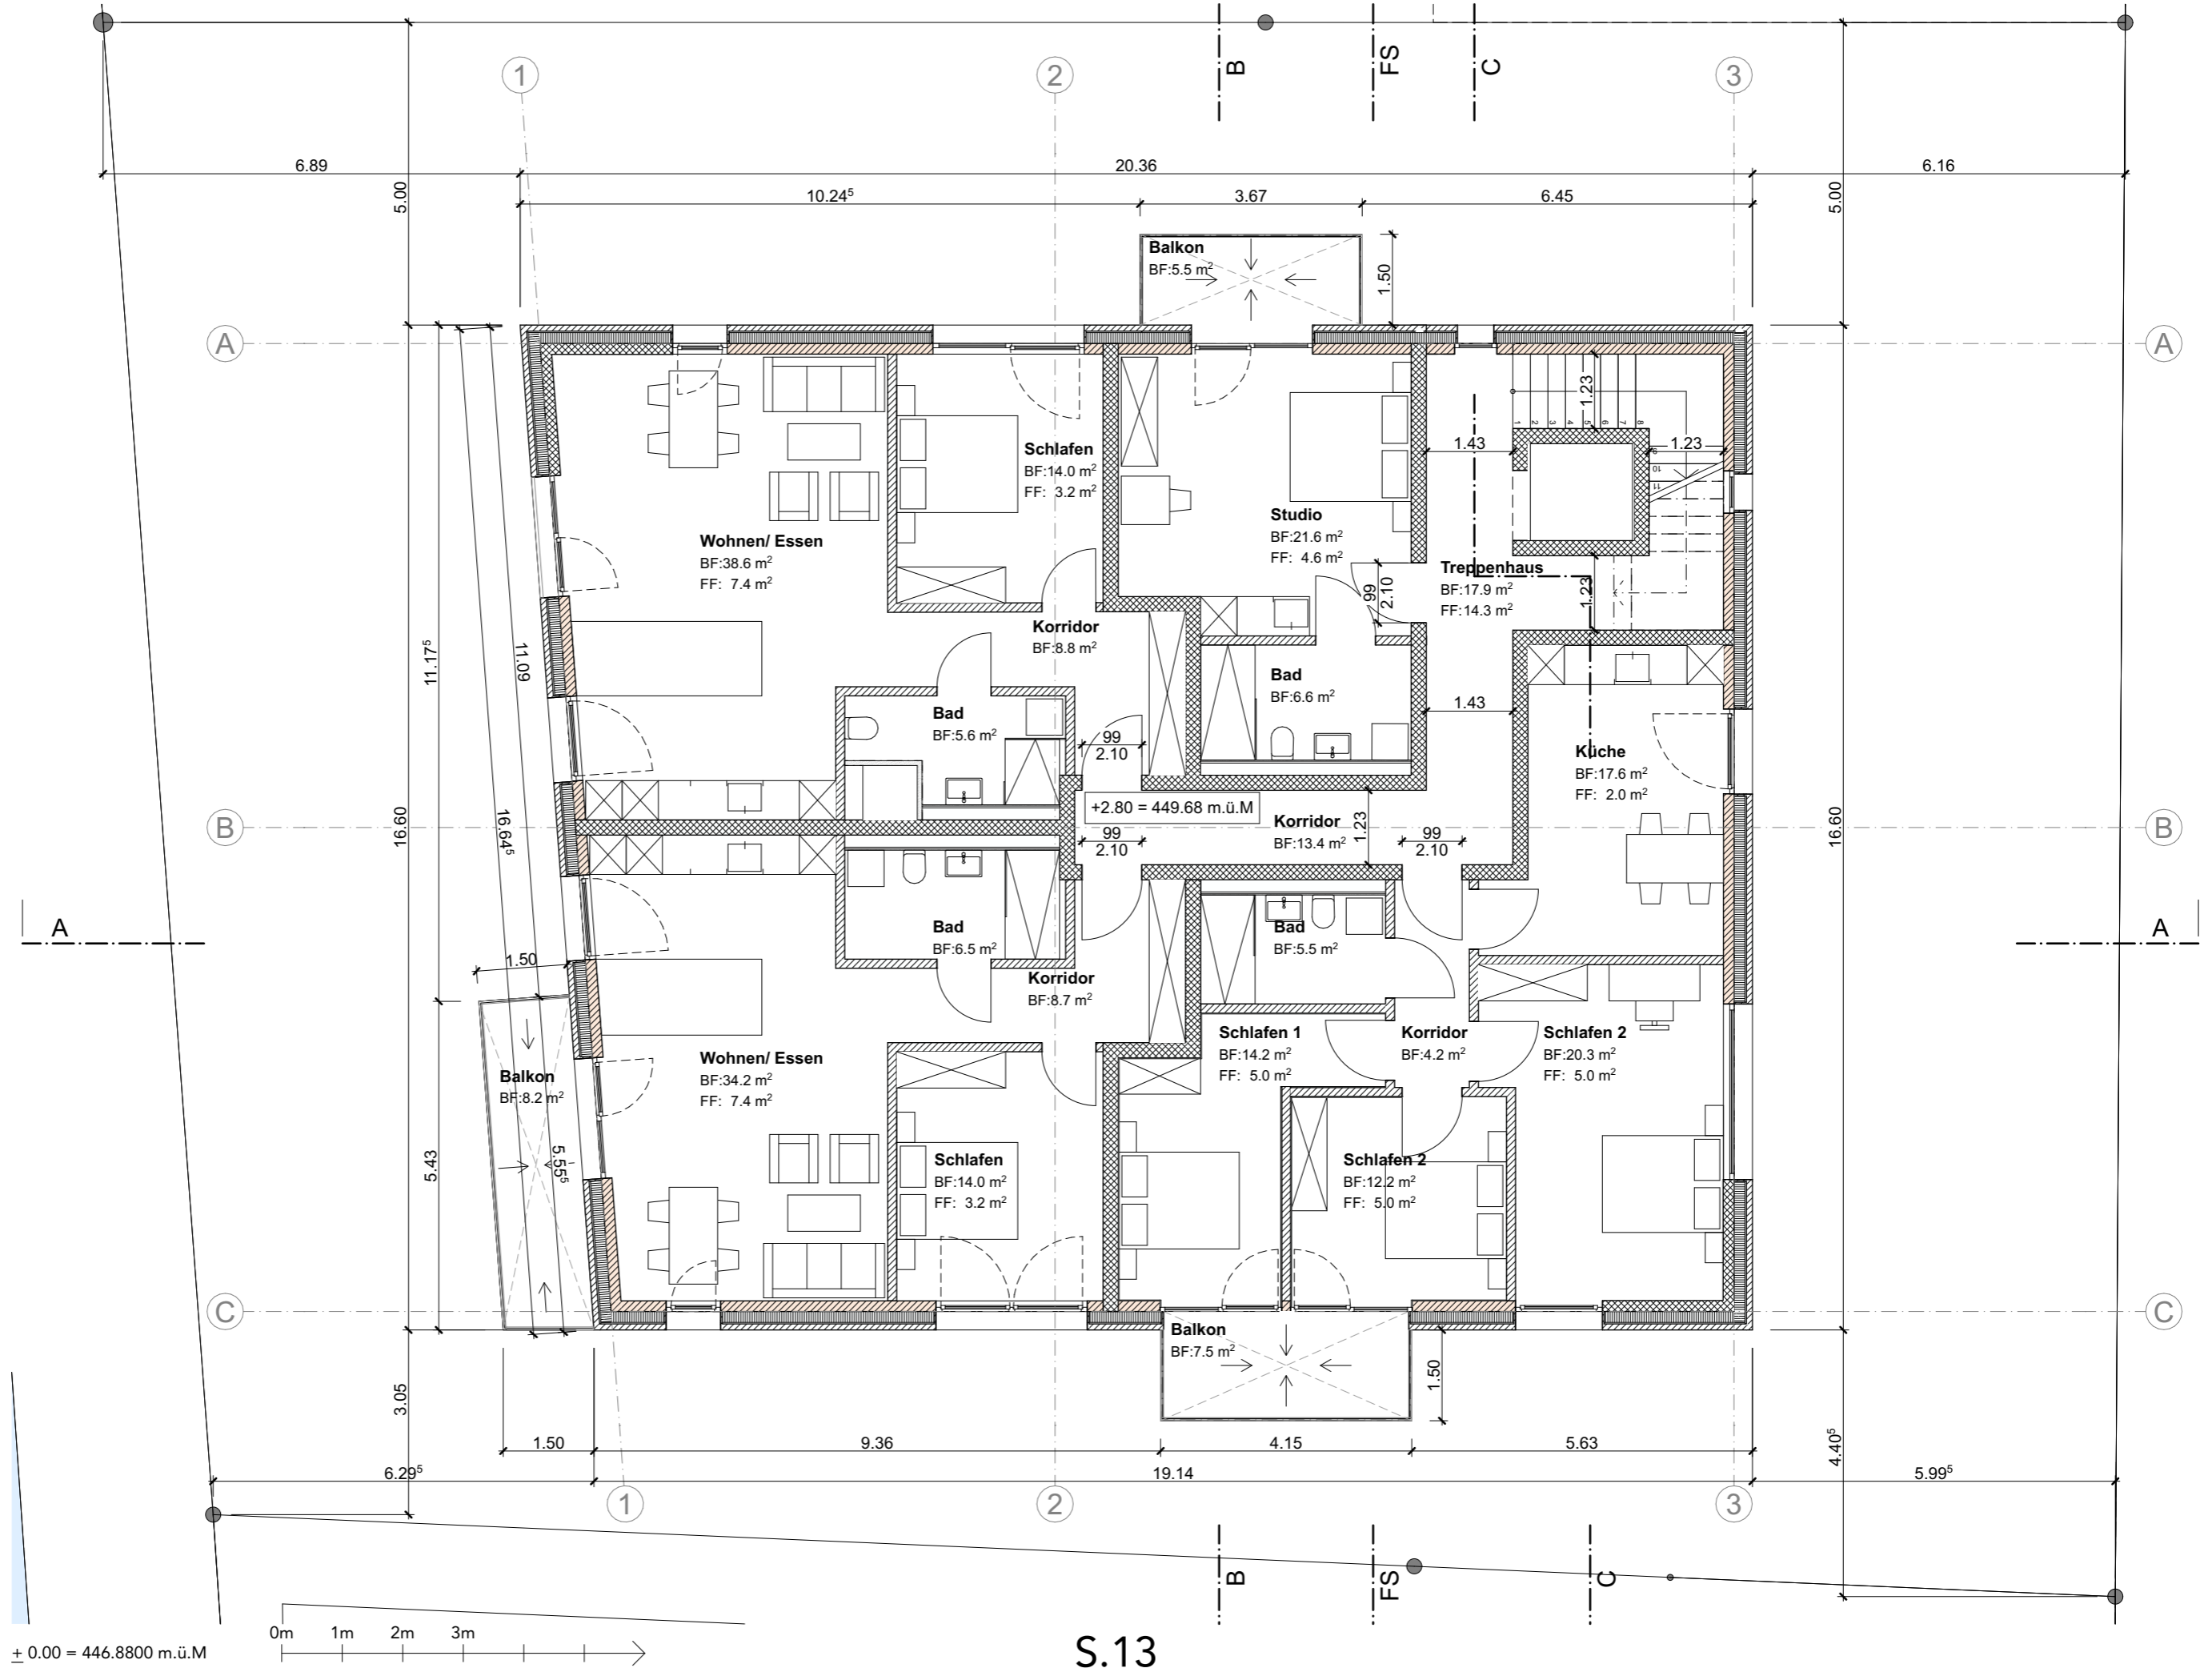 B
FS
C
1
2
3
6.89
20.36
6.16
5.00
5.00
10.24⁵
3.67
6.45
Balkon
BF:5.5 m²
1.50
A
A
1.23
1 2 3 4 5 6 7 8
1.43
1.23
9
10
11
Schlafen
BF:14.0 m²
FF: 3.2 m²
Studio
BF:21.6 m²
FF: 4.6 m²
Wohnen/ Essen
BF:38.6 m²
FF: 7.4 m²
Treppenhaus
BF:17.9 m²
FF:14.3 m²
99
2.10
1.23
Korridor
BF:8.8 m²
11.17⁵
11.09
Bad
BF:6.6 m²
1.43
Bad
BF:5.6 m²
99
2.10
Küche
BF:17.6 m²
FF: 2.0 m²
+2.80 = 449.68 m.ü.M
16.60
16.64⁵
B
Korridor
BF:13.4 m²
1.23
99
2.10
99
2.10
16.60
B
A
A
Bad
BF:6.5 m²
Bad
BF:5.5 m²
1.50
Korridor
BF:8.7 m²
Wohnen/ Essen
BF:34.2 m²
FF: 7.4 m²
Schlafen 1
BF:14.2 m²
FF: 5.0 m²
Korridor
BF:4.2 m²
Schlafen 2
BF:20.3 m²
FF: 5.0 m²
Balkon
BF:8.2 m²
5.43
5.55⁵
Schlafen
BF:14.0 m²
FF: 3.2 m²
Schlafen 2
BF:12.2 m²
FF: 5.0 m²
C
C
Balkon
BF:7.5 m²
1.50
3.05
4.40⁵
1.50
9.36
4.15
5.63
6.29⁵
19.14
5.99⁵
1
2
3
B
FS
C
0m 1m 2m 3m
± 0.00 = 446.8800 m.ü.M
S.13